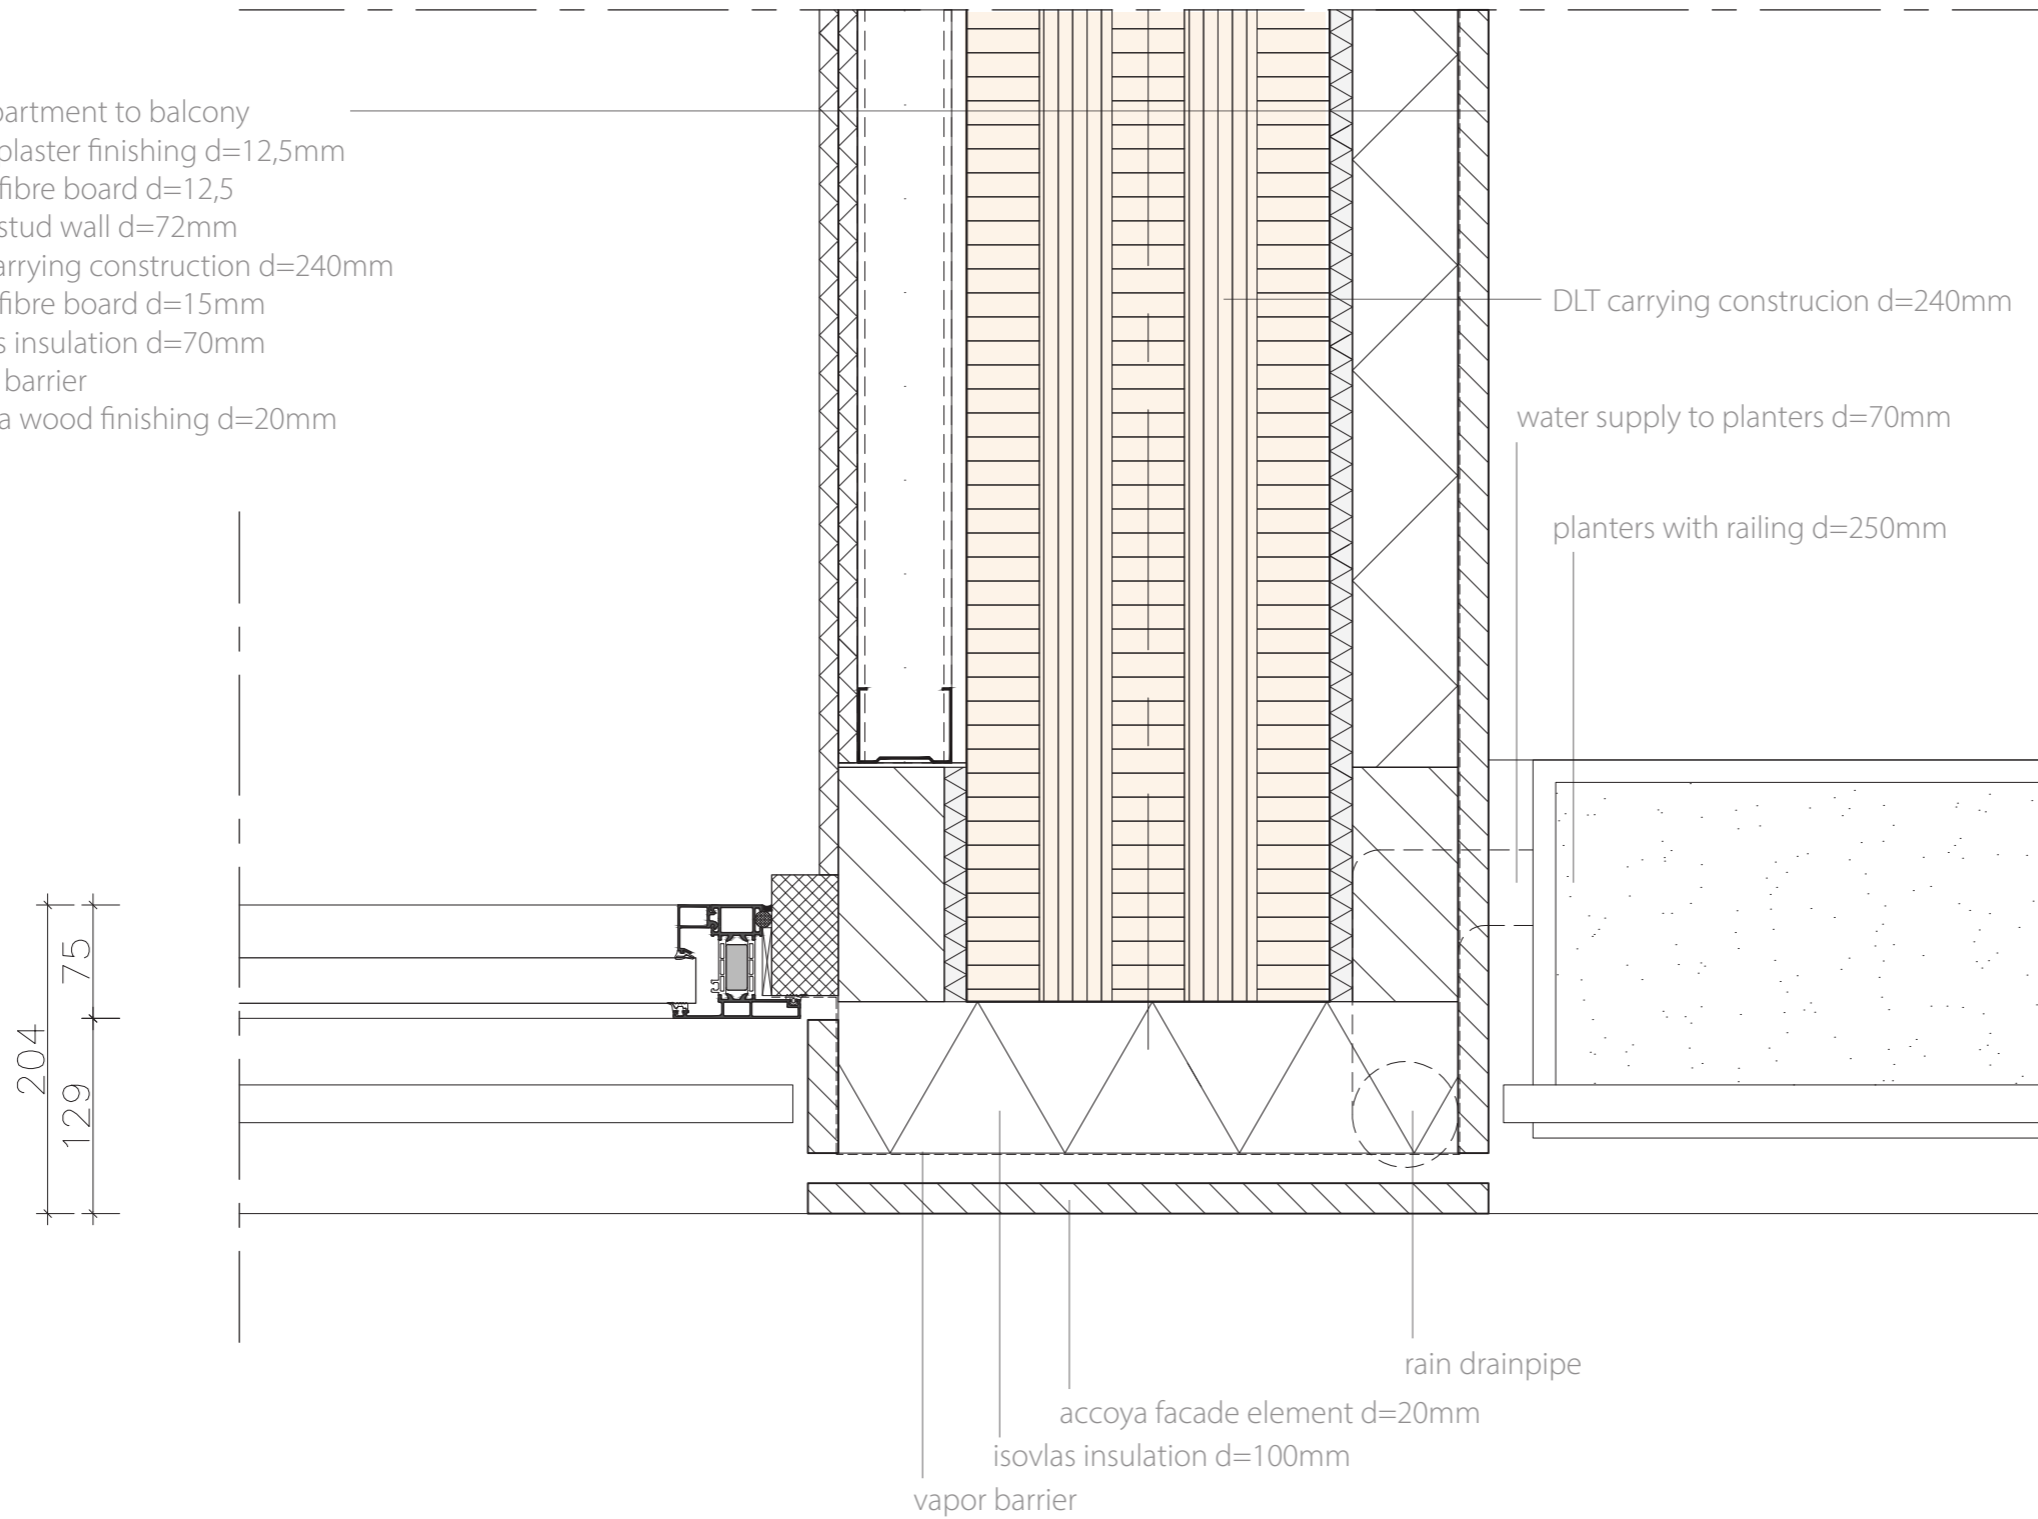 partment to balcony
plaster finishing d=12,5mm
fibre board d=12,5
stud wall d=72mm
arrying construction d=240mm
fibre board d=15mm
s insulation d=70mm
barrier
a wood finishing d=20mm
DLT carrying construcion d=240mm
water supply to planters d=70mm
planters with railing d=250mm
75
204
129
rain drainpipe
accoya facade element d=20mm
isovlas insulation d=100mm
vapor barrier